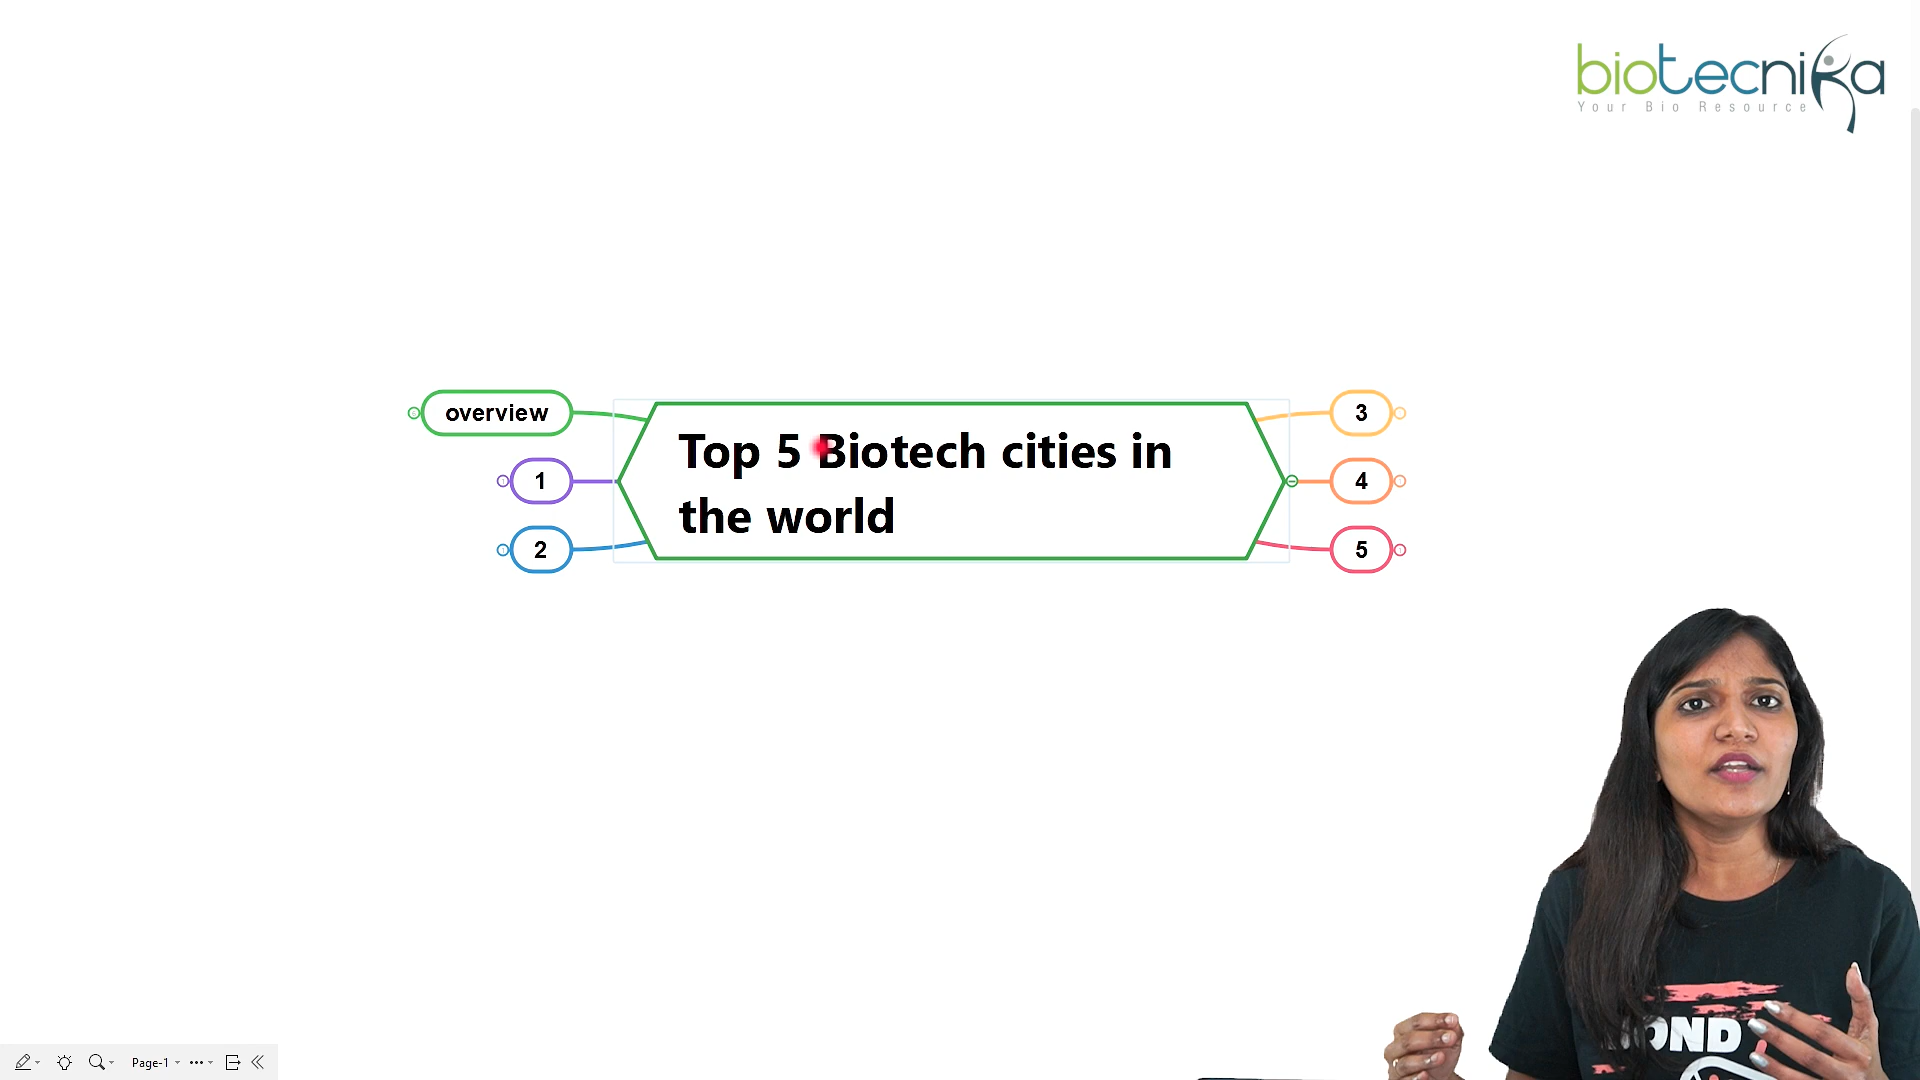 biotecnika
Your Bio Resource
overview
1
2
Top 5 Biotech cities in
the world
3
4
5
OND
Page-1